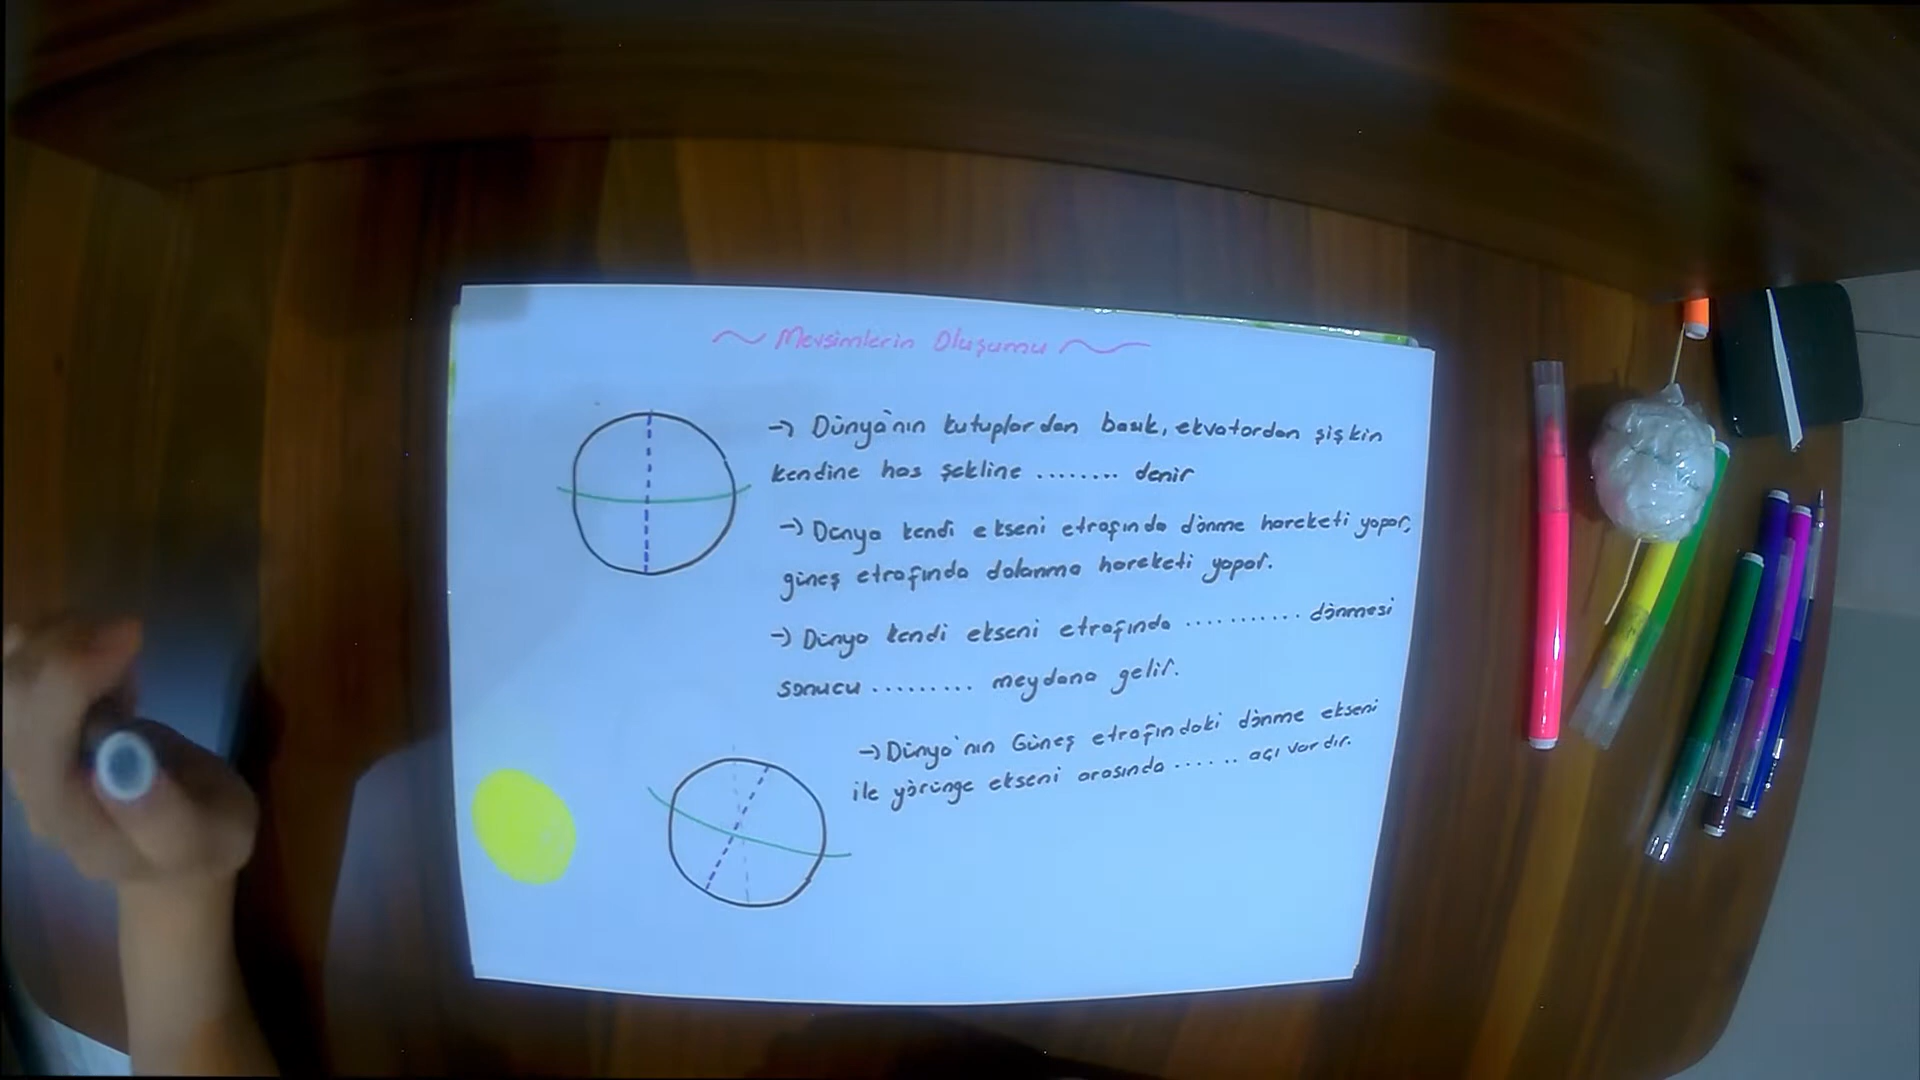 ~ Mevsimlerin Oluşumu ~
→ Dünya'nın kutuplardan basık, ekvatordan şişkin
kendine has şekline ........ denir
→ Dünya kendi ekseni etrafında dönme hareketi yapar,
güneş etrafında dolanma hareketi yapar.
→ Dünya kendi ekseni etrafında ........... dönmesi
sonucu ......... meydana gelir.
→ Dünya'nın Güneş etrafındaki dönme ekseni
ile yörünge ekseni arasında ...... açı vardır.